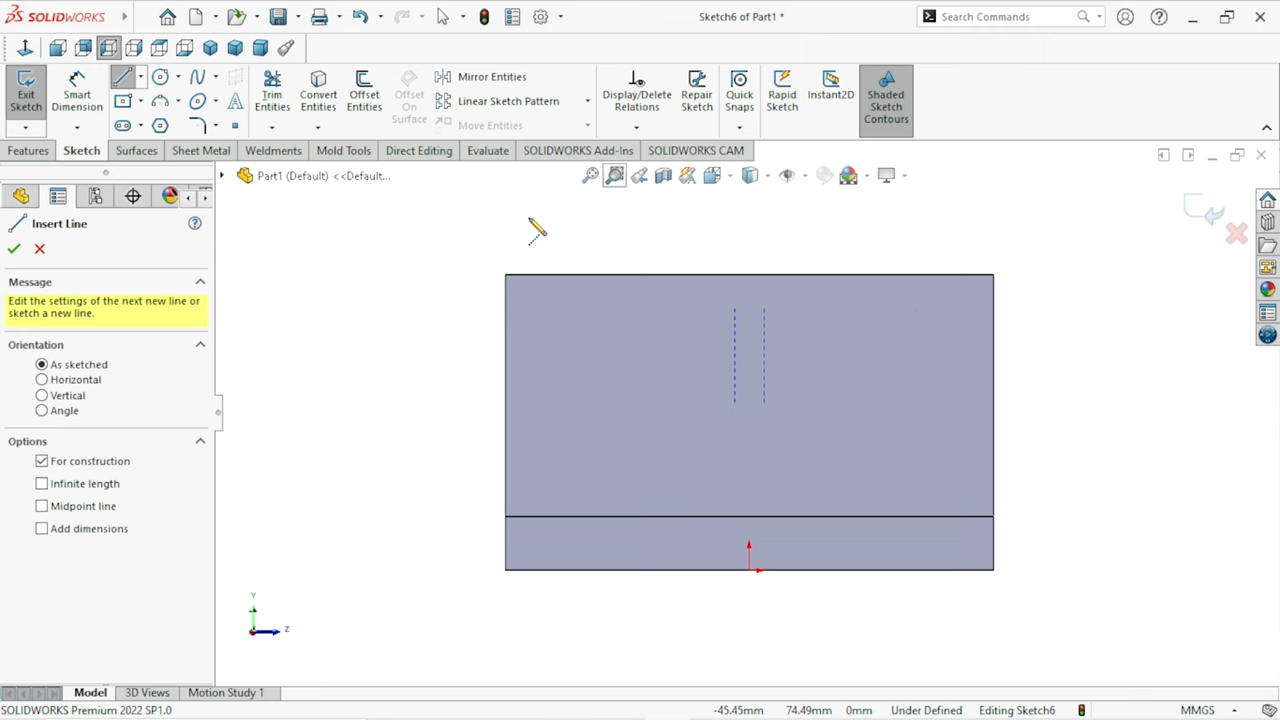 SOLIDWORKS
Sketch6 of Part1 *
Search Commands
Exit Sketch
Smart Dimension
Trim Entities
Convert Entities
Offset Entities
Offset On Surface
Mirror Entities
Linear Sketch Pattern
Move Entities
Display/Delete Relations
Repair Sketch
Quick Snaps
Rapid Sketch
Instant2D
Shaded Sketch Contours
Features
Sketch
Surfaces
Sheet Metal
Weldments
Mold Tools
Direct Editing
Evaluate
SOLIDWORKS Add-Ins
SOLIDWORKS CAM
Part1 (Default) <<Default...
Insert Line
Message
Edit the settings of the next new line or
sketch a new line.
Orientation
As sketched
Horizontal
Vertical
Angle
Options
For construction
Infinite length
Midpoint line
Add dimensions
Y
Z
Model
3D Views
Motion Study 1
SOLIDWORKS Premium 2022 SP1.0
-45.45mm
74.49mm
0mm
Under Defined
Editing Sketch6
MMGS